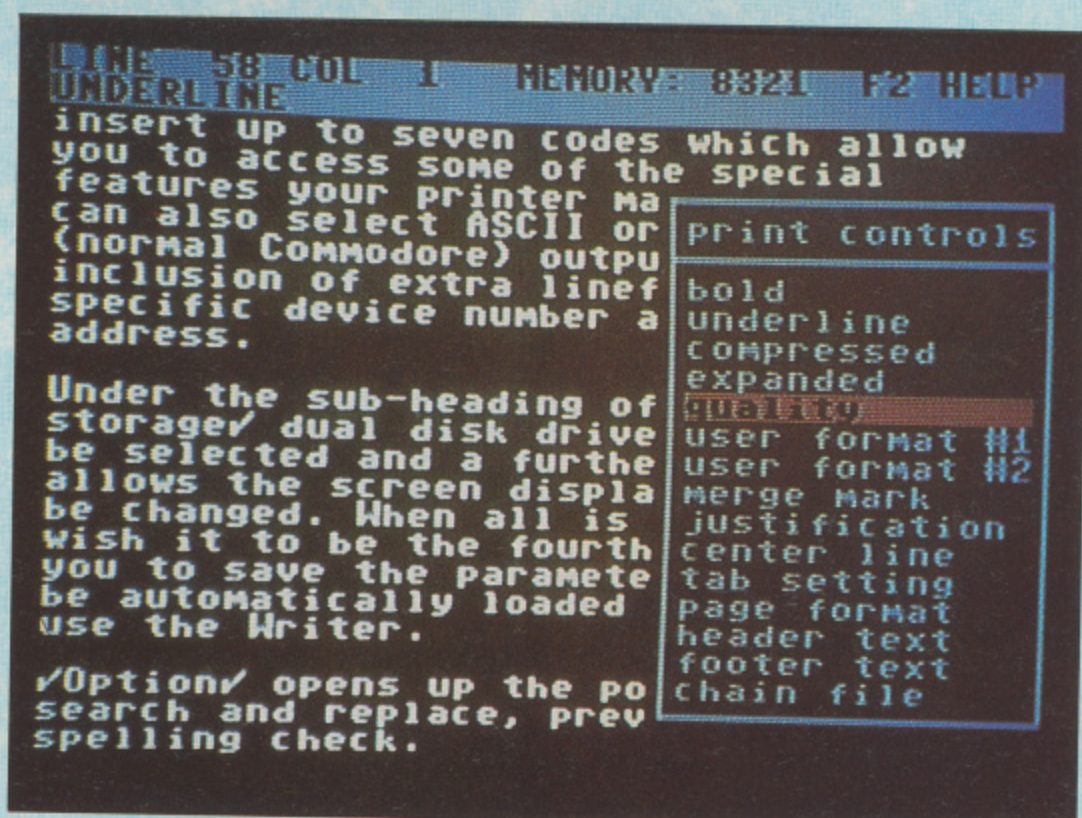 LINE 58 COL 1 MEMORY: 8321 F2 HELP
UNDERLINE
insert up to seven codes which allow
you to access some of the special
features your printer ma
can also select ASCII or
(normal Commodore) outpu
inclusion of extra linef
specific device number a
address.
Under the sub-heading of
storage✓ dual disk drive
be selected and a furthe
allows the screen displa
be changed. When all is
wish it to be the fourth
you to save the paramete
be automatically loaded
use the Writer.
✓Option✓ opens up the po
search and replace, prev
spelling check.
print controls
bold
underline
compressed
expanded
quality
user format #1
user format #2
merge mark
justification
center line
tab setting
page format
header text
footer text
chain file